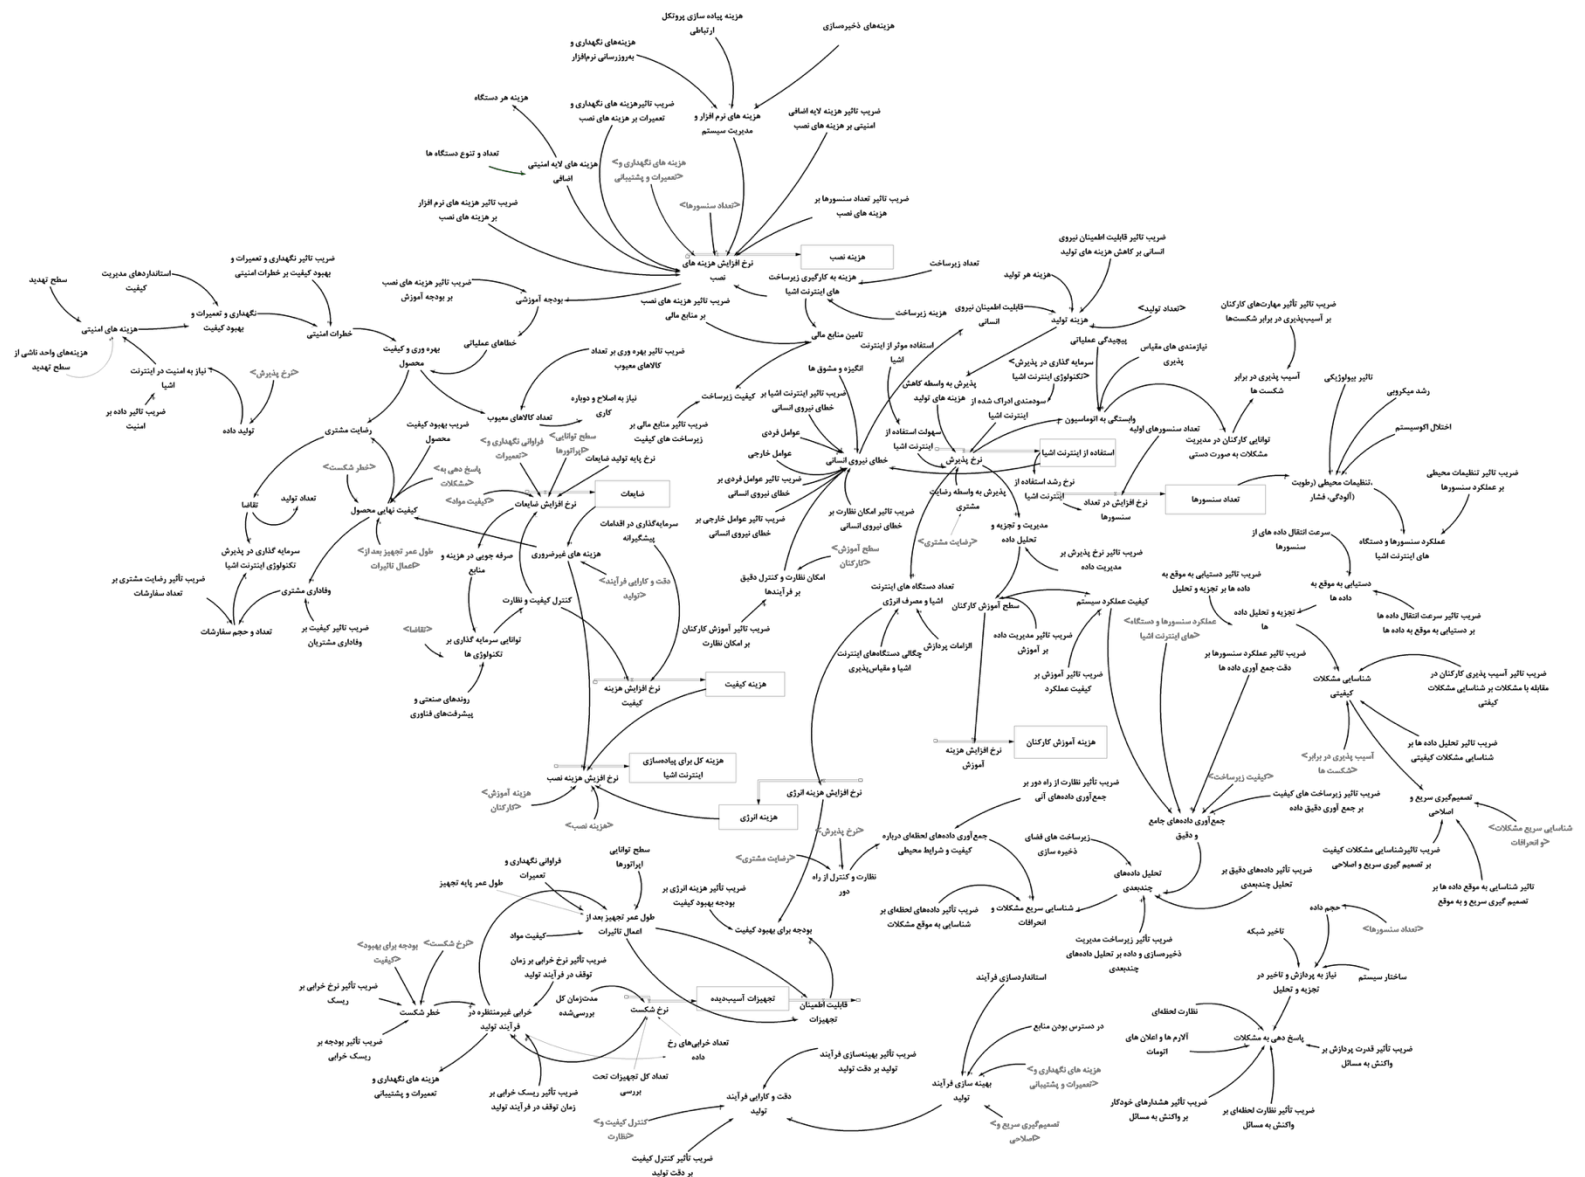 هزینه پیاده سازی پروتکل
ارتباطی
هزینه‌های ذخیره‌سازی
هزینه‌های نگهداری و
به‌روزرسانی نرم‌افزار
هزینه هر دستگاه
ضریب تاثیرهزینه های نگهداری و
تعمیرات بر هزینه های نصب
هزینه های نرم افزار و
مدیریت سیستم
ضریب تاثیر هزینه لایه اضافی
امنیتی بر هزینه های نصب
تعداد و تنوع دستگاه ها
هزینه های لایه امنیتی
اضافی
<هزینه های نگهداری و
تعمیرات و پشتیبانی>
<تعداد سنسورها>
ضریب تاثیر هزینه های نرم افزار
بر هزینه های نصب
ضریب تاثیر تعداد سنسورها بر
هزینه های نصب
هزینه نصب
نرخ افزایش هزینه های
نصب
ضریب تاثیر قابلیت اطمینان نیروی
انسانی بر کاهش هزینه های تولید
هزینه هر تولید
تعداد زیرساخت
هزینه به کارگیری زیرساخت
های اینترنت اشیا
هزینه زیرساخت
قابلیت اطمینان نیروی
انسانی
هزینه تولید
<تعداد تولید>
ضریب تاثیر هزینه های نصب
بر بودجه آموزش
بودجه آموزشی
ضریب تاثیر هزینه های نصب
بر منابع مالی
تامین منابع مالی
خطاهای عملیاتی
ضریب تاثیر نگهداری و تعمیرات و
بهبود کیفیت بر خطرات امنیتی
استانداردهای مدیریت
کیفیت
سطح تهدید
هزینه های امنیتی
نگهداری و تعمیرات و
بهبود کیفیت
خطرات امنیتی
هزینه‌های واحد ناشی از
سطح تهدید
نیاز به امنیت در اینترنت
اشیا
<نرخ پذیرش>
ضریب تاثیر داده بر
امنیت
تولید داده
بهره وری و کیفیت
محصول
ضریب تاثیر بهره وری بر تعداد
کالاهای معیوب
تعداد کالاهای معیوب
نیاز به اصلاح و دوباره
کاری
رضایت مشتری
ضریب بهبود کیفیت
محصول
<خطر شکست>
<پاسخ دهی به
مشکلات>
کیفیت نهایی محصول
<طول عمر تجهیز بعد از
اعمال تاثیرات>
تقاضا
تعداد تولید
سرمایه گذاری در پذیرش
تکنولوژی اینترنت اشیا
ضریب تأثیر رضایت مشتری بر
تعداد سفارشات
وفاداری مشتری
تعداد و حجم سفارشات
ضریب تاثیر کیفیت بر
وفاداری مشتریان
<فراوانی نگهداری و
تعمیرات>
<سطح توانایی
اپراتورها>
نرخ پایه تولید ضایعات
<کیفیت مواد>
نرخ افزایش ضایعات
ضایعات
سرمایه‌گذاری در اقدامات
پیشگیرانه
صرفه جویی در هزینه و
منابع
هزینه های غیرضروری
<دقت و کارایی فرآیند
تولید>
کنترل کیفیت و نظارت
<تقاضا>
توانایی سرمایه گذاری بر
تکنولوژی ها
روندهای صنعتی و
پیشرفت‌های فناوری
نرخ افزایش هزینه
کیفیت
هزینه کیفیت
کیفیت زیرساخت
ضریب تاثیر منابع مالی بر
زیرساخت های کیفیت
استفاده موثر از اینترنت
اشیا
انگیزه و مشوق ها
ضریب تاثیر اینترنت اشیا بر
خطای نیروی انسانی
عوامل فردی
عوامل خارجی
خطای نیروی انسانی
ضریب تاثیر عوامل فردی بر
خطای نیروی انسانی
ضریب تاثیر عوامل خارجی بر
خطای نیروی انسانی
ضریب تاثیر امکان نظارت بر
خطای نیروی انسانی
<سطح آموزش
کارکنان>
امکان نظارت و کنترل دقیق
بر فرآیندها
ضریب تاثیر آموزش کارکنان
بر امکان نظارت
پذیرش به واسطه کاهش
هزینه های تولید
<سرمایه گذاری در پذیرش
تکنولوژی اینترنت اشیا>
سودمندی ادراک شده از
اینترنت اشیا
سهولت استفاده از
اینترنت اشیا
نرخ پذیرش
استفاده از اینترنت اشیا
نرخ رشد استفاده از
اینترنت اشیا
پذیرش به واسطه رضایت
مشتری
<رضایت مشتری>
پیچیدگی عملیاتی
نیازمندی های مقیاس
پذیری
وابستگی به اتوماسیون
ضریب تاثیر تأثیر مهارت‌های کارکنان
بر آسیب‌پذیری در برابر شکست‌ها
آسیب پذیری در برابر
شکست ها
توانایی کارکنان در مدیریت
مشکلات به صورت دستی
تعداد سنسورهای اولیه
نرخ افزایش در تعداد
سنسورها
تعداد سنسورها
تاثیر بیولوژیکی
رشد میکروبی
اختلال اکوسیستم
تنظیمات محیطی (رطوبت،
آلودگی، فشار)
ضریب تاثیر تنظیمات محیطی
بر عملکرد سنسورها
عملکرد سنسورها و دستگاه
های اینترنت اشیا
سرعت انتقال داده های از
سنسورها
دستیابی به موقع به
داده ها
ضریب تاثیر سرعت انتقال داده ها
بر دستیابی به موقع به داده ها
ضریب تاثیر دستیابی به موقع به
داده ها بر تجزیه و تحلیل
تجزیه و تحلیل داده
ها
مدیریت و تجزیه و
تحلیل داده
ضریب تاثیر نرخ پذیرش بر
مدیریت داده
تعداد دستگاه های اینترنت
اشیا و مصرف انرژی
سطح آموزش کارکنان
کیفیت عملکرد سیستم
<عملکرد سنسورها و دستگاه
های اینترنت اشیا>
الزامات پردازش
چگالی دستگاه‌های اینترنت
اشیا و مقیاس‌پذیری
ضریب تاثیر مدیریت داده
بر آموزش
ضریب تاثیر آموزش بر
کیفیت عملکرد
ضریب تاثیر عملکرد سنسورها بر
دقت جمع آوری داده ها
شناسایی مشکلات
کیفیتی
ضریب تاثیر آسیب پذیری کارکنان در
مقابله با مشکلات بر شناسایی مشکلات
کیفتی
ضریب تاثیر تحلیل داده ها بر
شناسایی مشکلات کیفیتی
<آسیب پذیری در برابر
شکست ها>
نرخ افزایش هزینه
آموزش
هزینه آموزش کارکنان
هزینه کل برای پیاده‌سازی
اینترنت اشیا
نرخ افزیش هزینه نصب
<هزینه آموزش
کارکنان>
<هزینه نصب>
هزینه انرژی
نرخ افزایش هزینه انرژی
ضریب تأثیر نظارت از راه دور بر
جمع‌آوری داده‌های آنی
<کیفیت زیرساخت>
ضریب تاثیر زیرساخت های کیفیت
بر جمع آوری دقیق داده
جمع‌آوری داده‌های جامع
و دقیق
تصمیم‌گیری سریع و
اصلاحی
<شناسایی سریع مشکلات
و انحرافات>
ضریب تاثیرشناسایی مشکلات کیفیت
بر تصمیم گیری سریع و اصلاحی
تاثیر شناسایی به موقع داده ها بر
تصمیم گیری سریع و به موقع
<نرخ پذیرش>
<رضایت مشتری>
جمع‌آوری داده‌های لحظه‌ای درباره
کیفیت و شرایط محیطی
نظارت و کنترل از راه
دور
زیرساخت های فضای
ذخیره سازی
تحلیل داده‌های
چندبعدی
ضریب تأثیر داده‌های دقیق بر
تحلیل چندبعدی
شناسایی سریع مشکلات و
انحرافات
ضریب تأثیر داده‌های لحظه‌ای بر
شناسایی به موقع مشکلات
ضریب تأثیر زیرساخت مدیریت
ذخیره‌سازی و داده بر تحلیل داده‌های
چندبعدی
حجم داده
<تعداد سنسورها>
تاخیر شبکه
نیاز به پردازش و تاخیر در
تجزیه و تحلیل
ساختار سیستم
نظارت لحظه‌ای
آلارم ها و اعلان های
اتومات
پاسخ دهی به مشکلات
ضریب تأثیر قدرت پردازش بر
واکنش به مسائل
ضریب تأثیر هشدارهای خودکار
بر واکنش به مسائل
ضریب تأثیر نظارت لحظه‌ای بر
واکنش به مسائل
سطح توانایی
اپراتورها
فراوانی نگهداری و
تعمیرات
طول عمر پایه تجهیز
طول عمر تجهیز بعد از
اعمال تاثیرات
کیفیت مواد
ضریب تأثیر هزینه انرژی بر
بودجه بهبود کیفیت
بودجه برای بهبود کیفیت
<بودجه برای بهبود
کیفیت>
<نرخ شکست>
ضریب تأثیر نرخ خرابی بر زمان
توقف در فرآیند تولید
ضریب تأثیر نرخ خرابی بر
ریسک
خطر شکست
خرابی غیرمنتظره در
فرآیند تولید
ضریب تأثیر بودجه بر
ریسک خرابی
هزینه های نگهداری و
تعمیرات و پشتیبانی
ضریب تأثیر ریسک خرابی بر
زمان توقف در فرآیند تولید
مدت‌زمان کل
بررسی‌شده
نرخ شکست
تجهیزات آسیب‌دیده
قابلیت اطمینان
تجهیزات
تعداد خرابی‌های رخ
داده
تعداد کل تجهیزات تحت
بررسی
استانداردسازی فرآیند
در دسترس بودن منابع
ضریب تأثیر بهینه‌سازی فرآیند
تولید بر دقت تولید
بهینه سازی فرآیند
تولید
<هزینه های نگهداری و
تعمیرات و پشتیبانی>
<تصمیم‌گیری سریع و
اصلاحی>
دقت و کارایی فرآیند
تولید
<کنترل کیفیت و
نظارت>
ضریب تأثیر کنترل کیفیت
بر دقت تولید